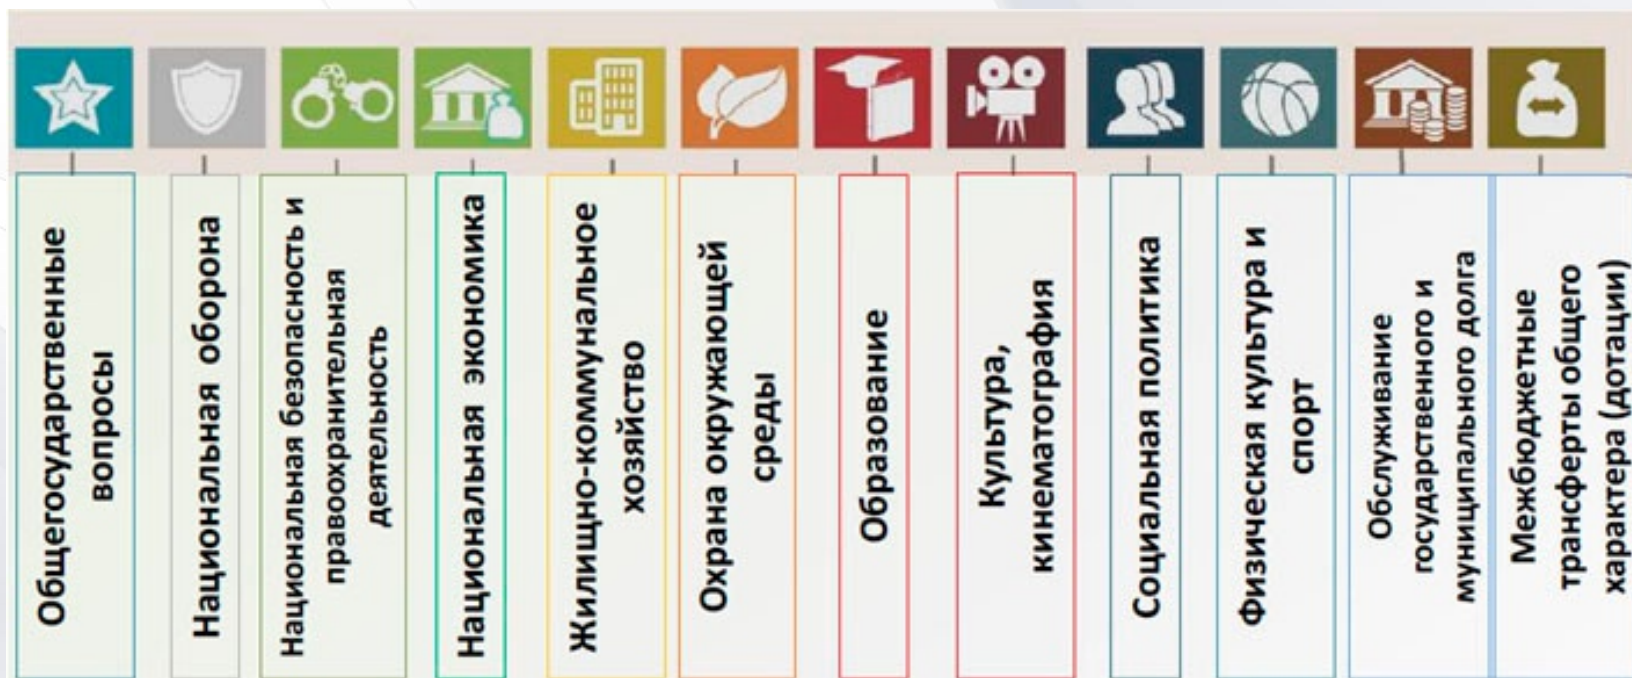 Общегосударственные
вопросы
Национальная оборона
Национальная безопасность и
правоохранительная
деятельность
Национальная экономика
Жилищно-коммунальное
хозяйство
Охрана окружающей
среды
Образование
Культура,
кинематография
Социальная политика
Физическая культура и
спорт
Обслуживание
государственного и
муниципального долга
Межбюджетные
трансферты общего
характера (дотации)